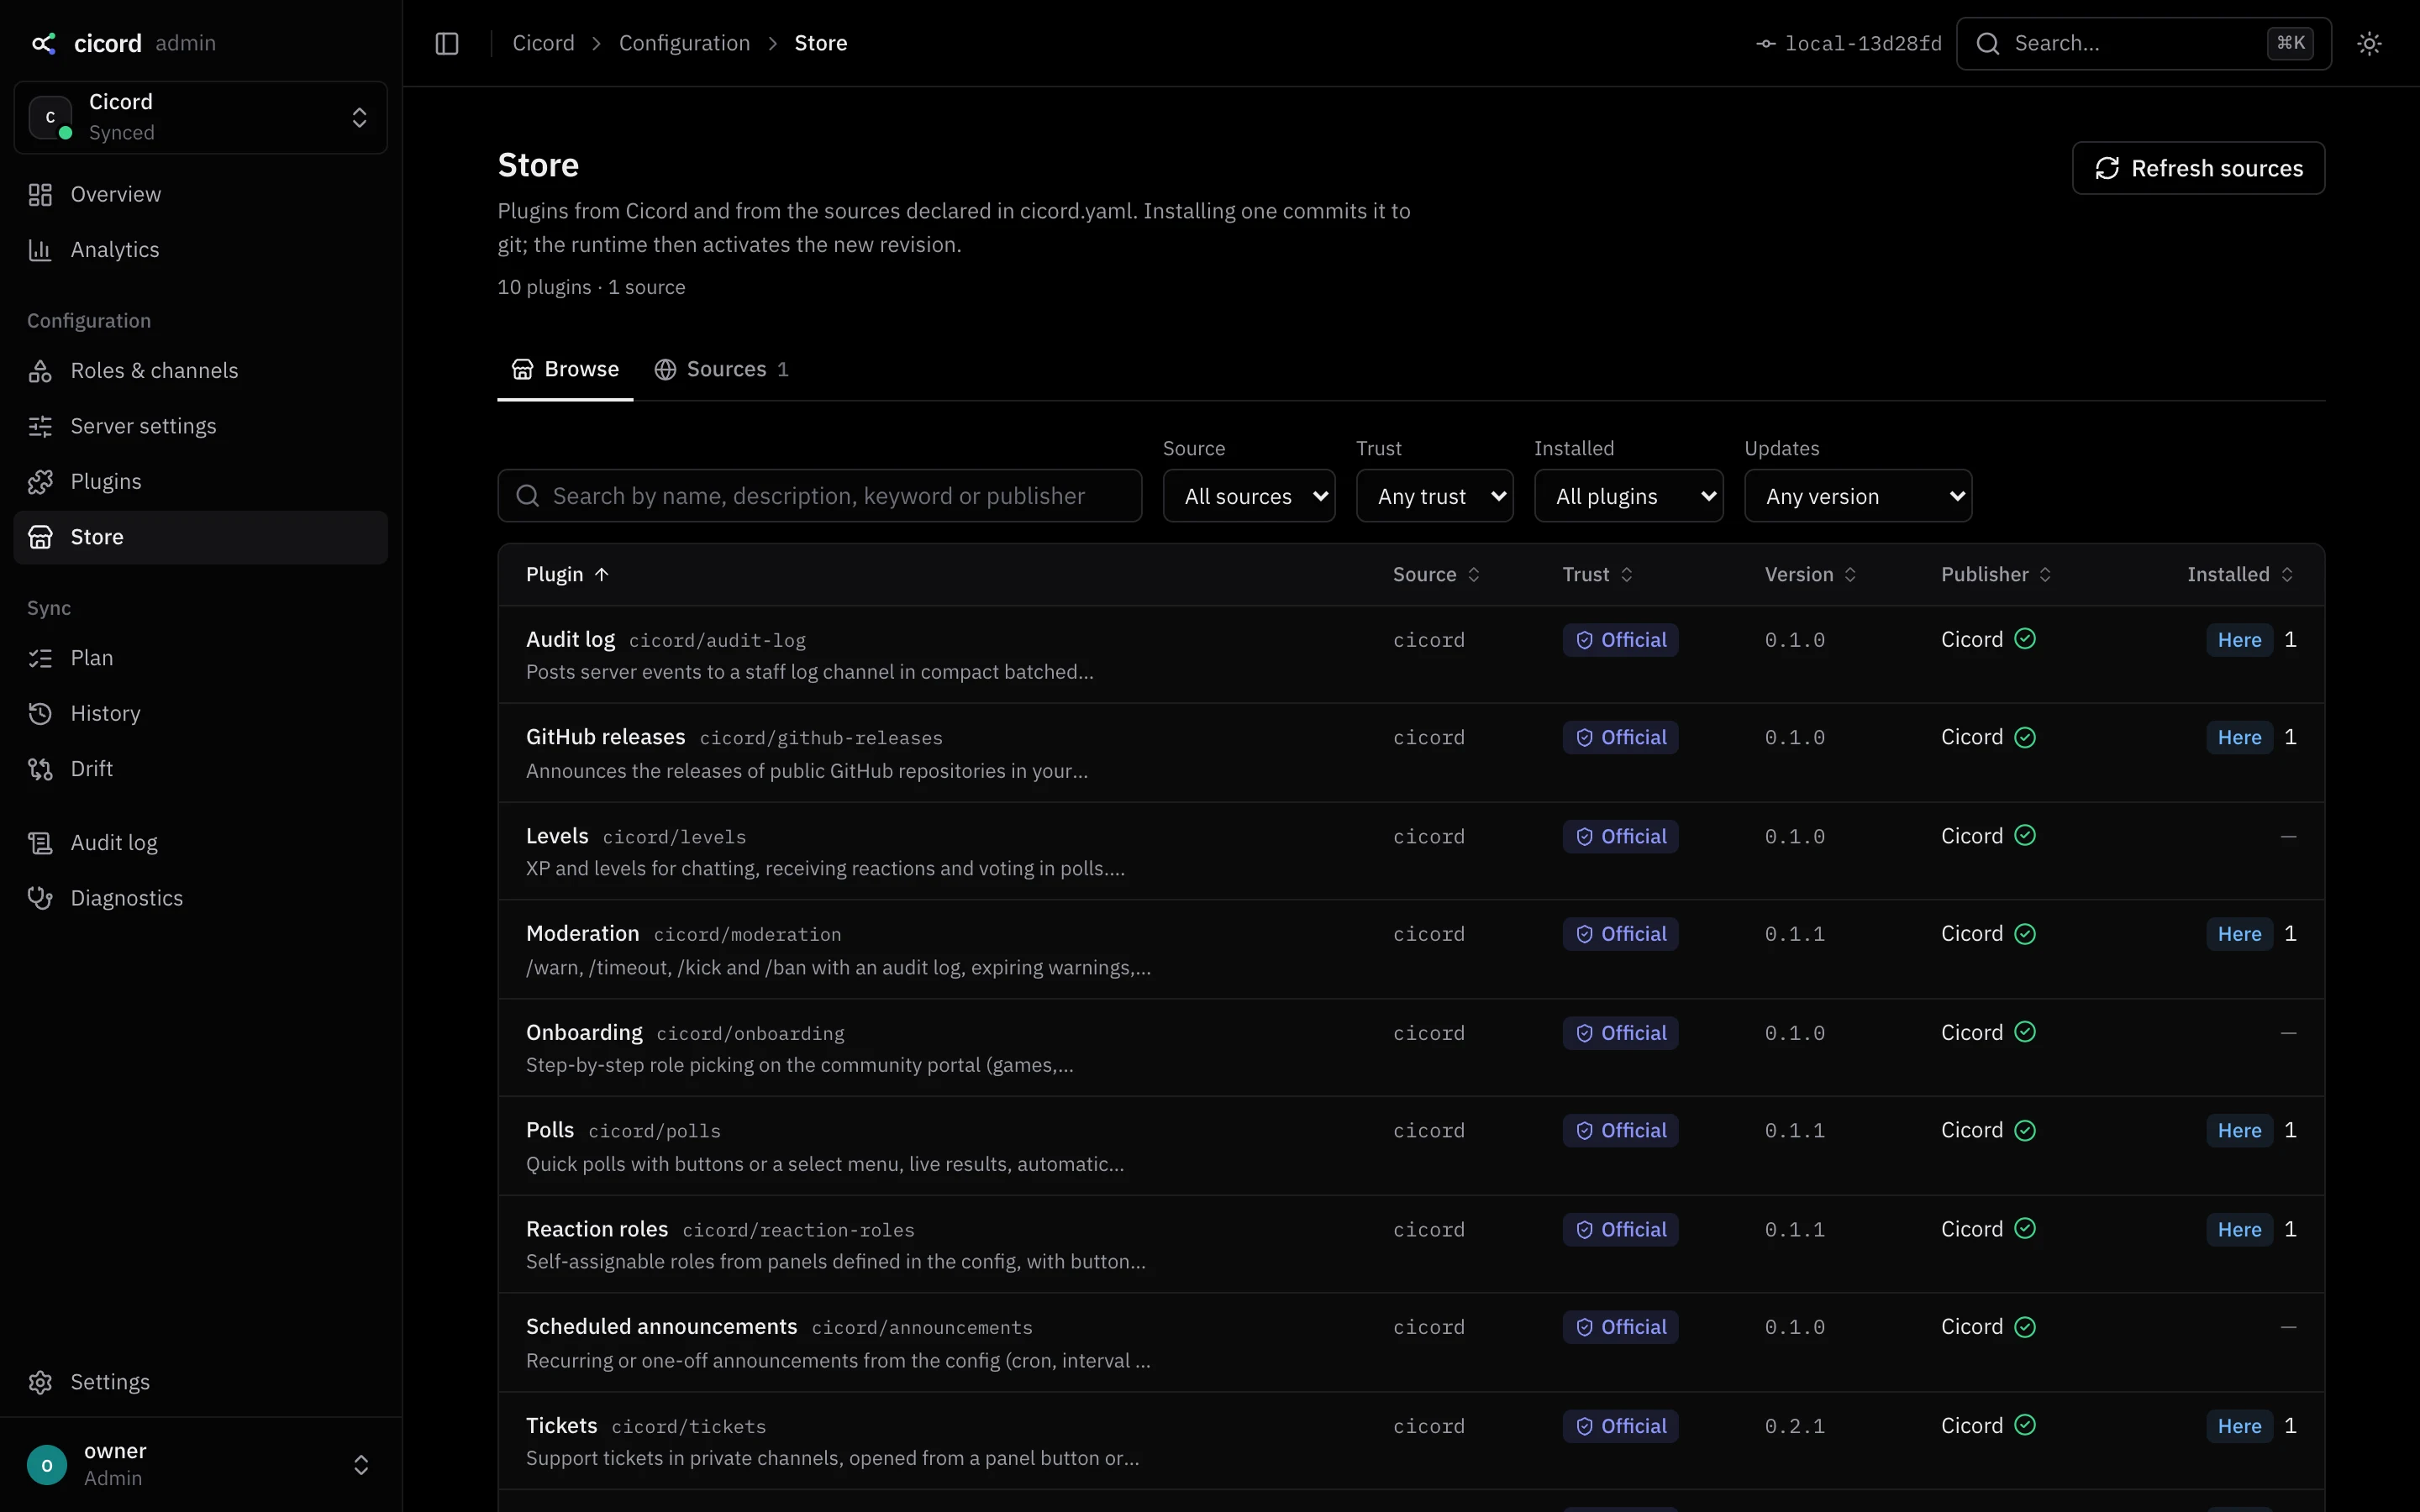 cicord admin
C
Cicord
Synced
Overview
Analytics
Configuration
Roles & channels
Server settings
Plugins
Store
Sync
Plan
History
Drift
Audit log
Diagnostics
Settings
o
owner
Admin
Cicord > Configuration > Store
local-13d28fd
Search...
⌘K
Store
Refresh sources
Plugins from Cicord and from the sources declared in cicord.yaml. Installing one commits it to
git; the runtime then activates the new revision.
10 plugins · 1 source
Browse
Sources 1
Search by name, description, keyword or publisher
Source
All sources
Trust
Any trust
Installed
All plugins
Updates
Any version
Plugin Source Trust Version Publisher Installed
Audit log cicord/audit-log cicord Official 0.1.0 Cicord Here 1
Posts server events to a staff log channel in compact batched...
GitHub releases cicord/github-releases cicord Official 0.1.0 Cicord Here 1
Announces the releases of public GitHub repositories in your...
Levels cicord/levels cicord Official 0.1.0 Cicord —
XP and levels for chatting, receiving reactions and voting in polls....
Moderation cicord/moderation cicord Official 0.1.1 Cicord Here 1
/warn, /timeout, /kick and /ban with an audit log, expiring warnings,...
Onboarding cicord/onboarding cicord Official 0.1.0 Cicord —
Step-by-step role picking on the community portal (games,...
Polls cicord/polls cicord Official 0.1.1 Cicord Here 1
Quick polls with buttons or a select menu, live results, automatic...
Reaction roles cicord/reaction-roles cicord Official 0.1.1 Cicord Here 1
Self-assignable roles from panels defined in the config, with button...
Scheduled announcements cicord/announcements cicord Official 0.1.0 Cicord —
Recurring or one-off announcements from the config (cron, interval ...
Tickets cicord/tickets cicord Official 0.2.1 Cicord Here 1
Support tickets in private channels, opened from a panel button or...